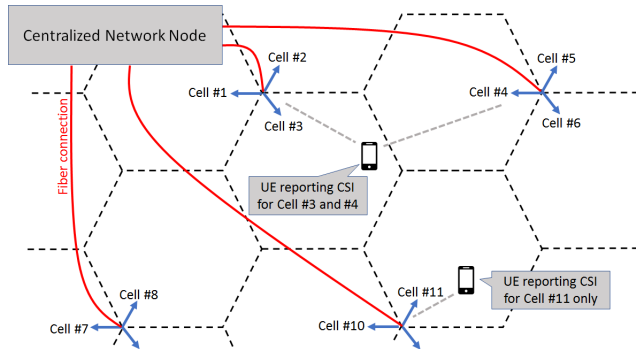 Centralized Network Node
Cell #2
Cell #1
Cell #3
Cell #5
Cell #4
Cell #6
Fiber connection
UE reporting CSI
for Cell #3 and #4
Cell #8
Cell #7
Cell #11
Cell #10
UE reporting CSI
for Cell #11 only